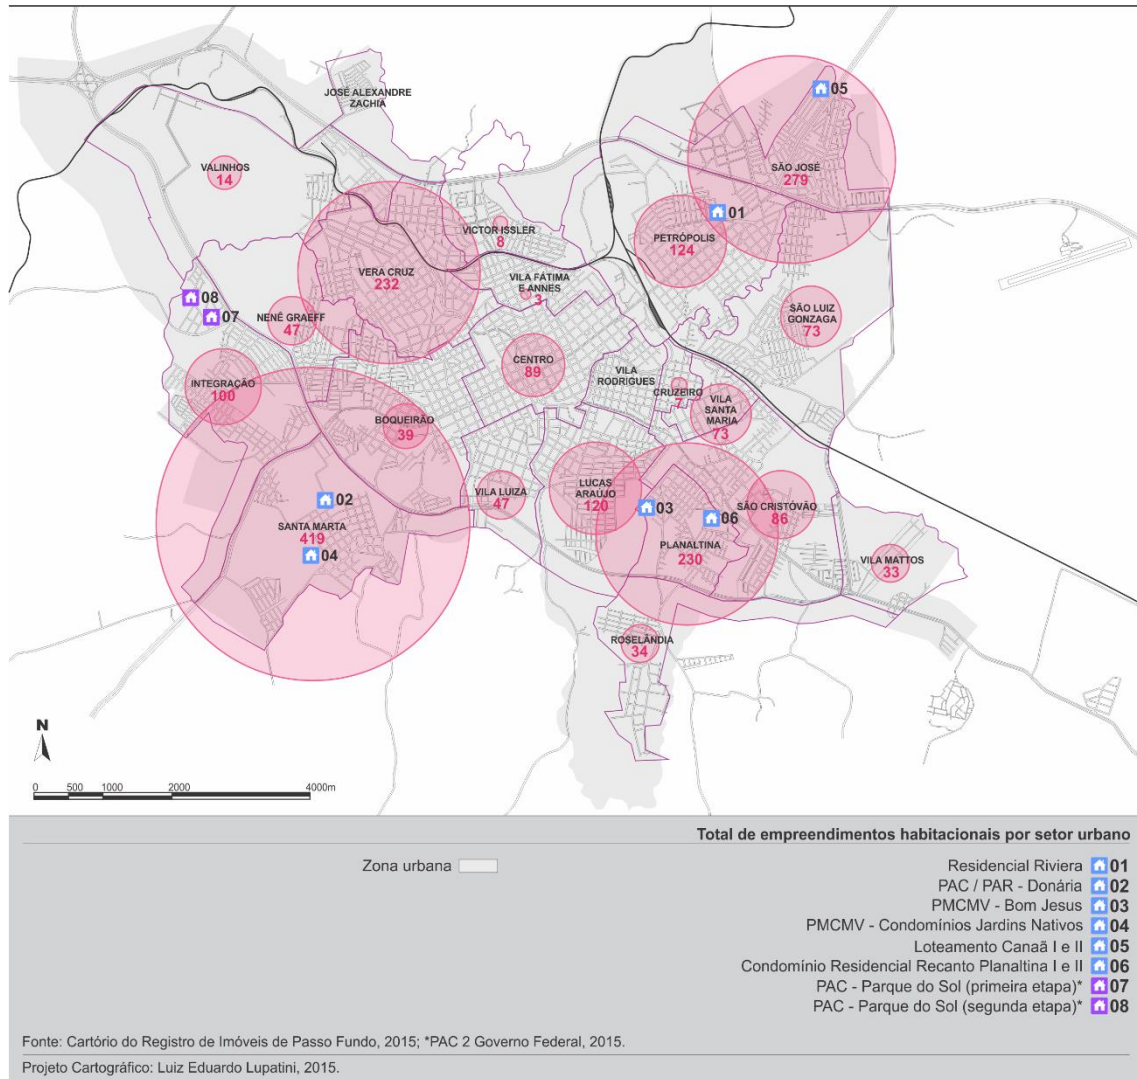 JOSÉ ALEXANDRE
ZACHIA
05
VALINHOS
14
SÃO JOSÉ
279
01
VICTOR ISSLER
8
PETRÓPOLIS
124
VERA CRUZ
232
VILA FÁTIMA
E ANNES
3
08
07
NENÊ GRAEFF
47
SÃO LUIZ
GONZAGA
73
CENTRO
89
VILA
RODRIGUES
INTEGRAÇÃO
100
CRUZEIRO
7
VILA
SANTA
MARIA
73
BOQUEIRÃO
39
VILA LUIZA
47
LUCAS
ARAÚJO
120
02
SANTA MARTA
419
04
03
06
SÃO CRISTÓVÃO
86
PLANALTINA
230
VILA MATTOS
33
ROSELÂNDIA
34
N
0 500 1000 2000 4000m
Total de empreendimentos habitacionais por setor urbano
Zona urbana
Residencial Riviera 01
PAC / PAR - Donária 02
PMCMV - Bom Jesus 03
PMCMV - Condomínios Jardins Nativos 04
Loteamento Canaã I e II 05
Condomínio Residencial Recanto Planaltina I e II 06
PAC - Parque do Sol (primeira etapa)* 07
PAC - Parque do Sol (segunda etapa)* 08
Fonte: Cartório do Registro de Imóveis de Passo Fundo, 2015; *PAC 2 Governo Federal, 2015.
Projeto Cartográfico: Luiz Eduardo Lupatini, 2015.